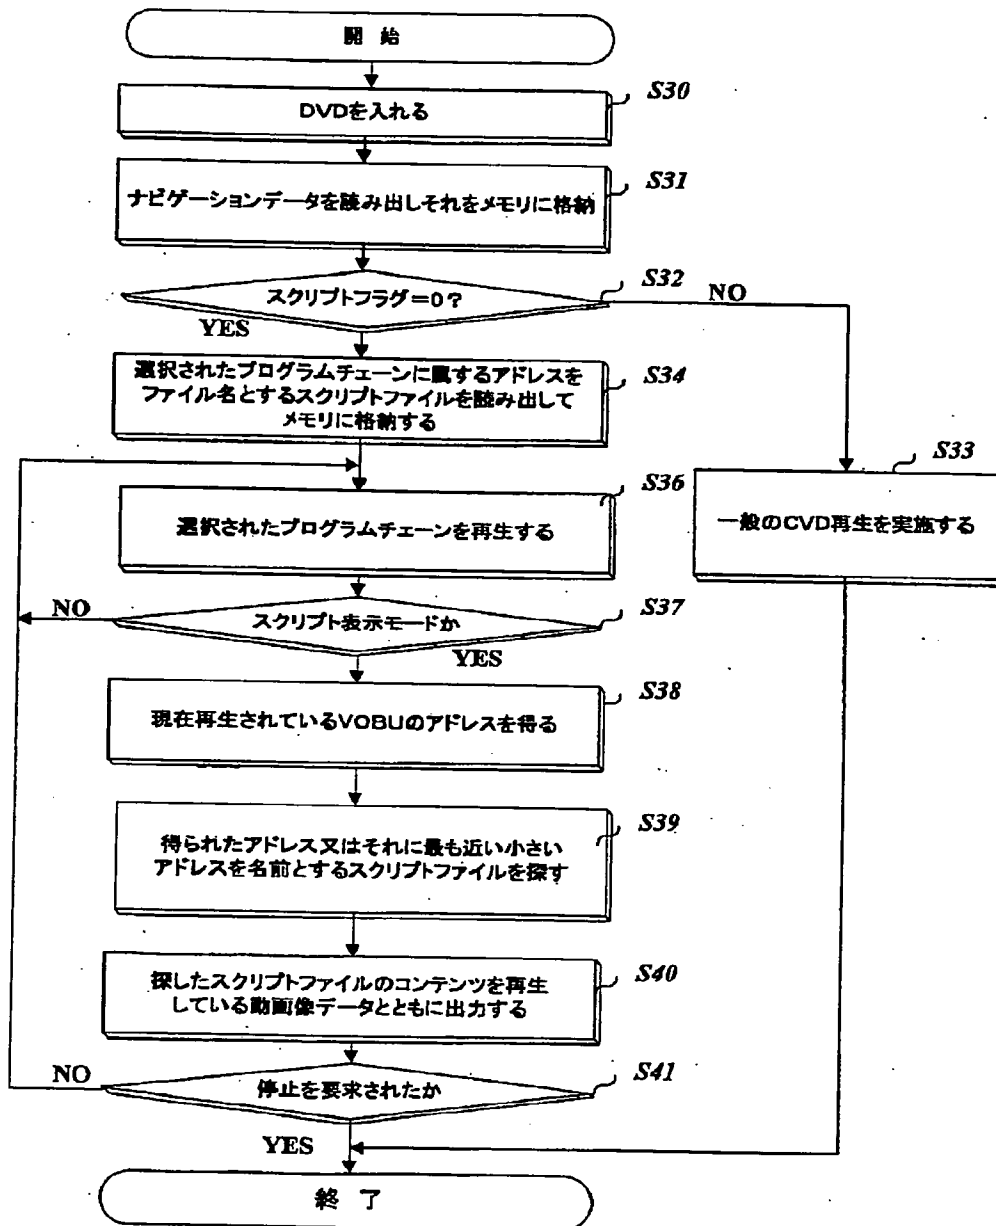 開 始
S30
DVDを入れる
S31
ナビゲーションデータを読み出しそれをメモリに格納
S32
スクリプトフラグ=0?
NO
YES
選択されたプログラムチェーンに属するアドレスを
ファイル名とするスクリプトファイルを読み出して
メモリに格納する
S34
S33
一般のCVD再生を実施する
S36
選択されたプログラムチェーンを再生する
NO
スクリプト表示モードか
S37
YES
S38
現在再生されているVOBUのアドレスを得る
S39
得られたアドレス又はそれに最も近い小さい
アドレスを名前とするスクリプトファイルを探す
S40
探したスクリプトファイルのコンテンツを再生
している動画像データとともに出力する
NO
停止を要求されたか
S41
YES
終 了